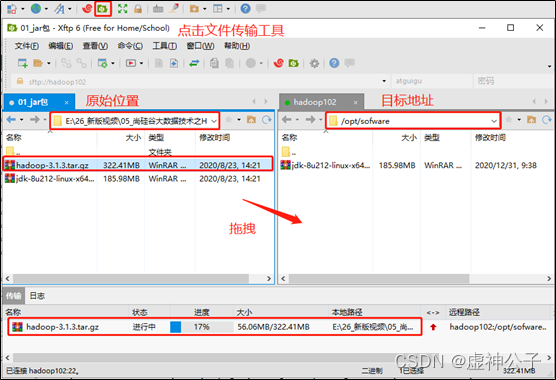 01_jar包 - Xftp 6 (Free for Home/School)
点击文件传输工具
文件(F) 编辑(E) 查看(V) 命令(C) 工具(T) 窗口(W) 帮助(H)
sftp://hadoop102 atguigu 密码
01_jar包 × 原始位置
hadoop102 × 目标地址
E:\26_新版视频\05_尚硅谷大数据技术之H
/opt/sofware
名称 大小 类型 修改时间
..  文件夹
hadoop-3.1.3.tar.gz 322.41MB WinRAR ... 2020/8/23, 14:21
jdk-8u212-linux-x64... 185.98MB WinRAR ... 2020/8/23, 14:21
名称 大小 类型 修改时间
..
jdk-8u212-linux-x64... 185.98MB WinRAR ... 2020/12/31, 9:38
拖拽
传输 日志
名称 状态 进度 大小 本地路径 <-> 远程路径
hadoop-3.1.3.tar.gz 进行中 17% 56.06MB/322.41MB E:\26_新版视频\05_尚... hadoop102:/opt/sofware...
已连接 hadoop102:22。 二进制 1已选择 322.41MB
CSDN @虚神公子